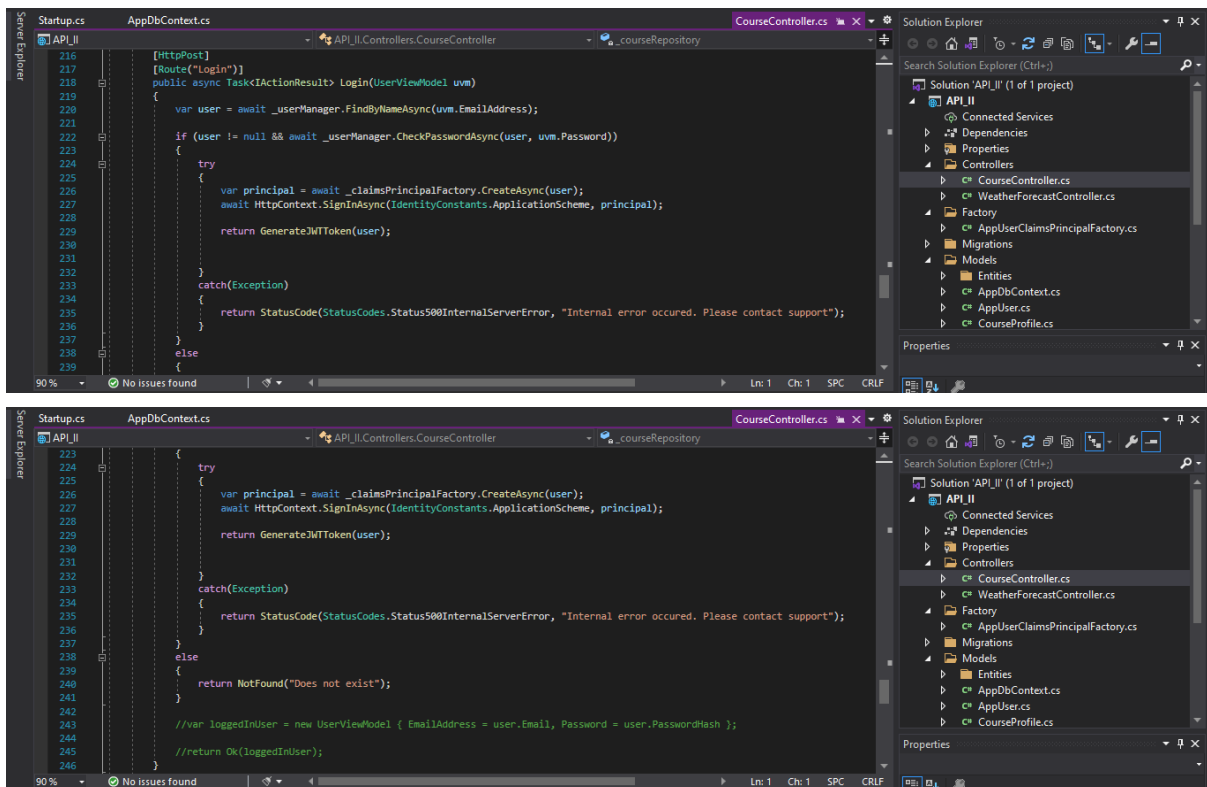 Server Explorer
Startup.cs AppDbContext.cs CourseController.cs
API_II API_II.Controllers.CourseController _courseRepository
216 [HttpPost]
217 [Route("Login")]
218 public async Task<IActionResult> Login(UserViewModel uvm)
219 {
220 var user = await _userManager.FindByNameAsync(uvm.EmailAddress);
221
222 if (user != null && await _userManager.CheckPasswordAsync(user, uvm.Password))
223 {
224 try
225 {
226 var principal = await _claimsPrincipalFactory.CreateAsync(user);
227 await HttpContext.SignInAsync(IdentityConstants.ApplicationScheme, principal);
228
229 return GenerateJWTToken(user);
230
231
232 }
233 catch(Exception)
234 {
235 return StatusCode(StatusCodes.Status500InternalServerError, "Internal error occured. Please contact support");
236 }
237 }
238 else
239 {
90 % No issues found Ln: 1 Ch: 1 SPC CRLF
Solution Explorer
Search Solution Explorer (Ctrl+;)
Solution 'API_II' (1 of 1 project)
API_II
Connected Services
Dependencies
Properties
Controllers
C# CourseController.cs
C# WeatherForecastController.cs
Factory
C# AppUserClaimsPrincipalFactory.cs
Migrations
Models
Entities
C# AppDbContext.cs
C# AppUser.cs
C# CourseProfile.cs
Properties
Server Explorer
Startup.cs AppDbContext.cs CourseController.cs
API_II API_II.Controllers.CourseController _courseRepository
223 {
224 try
225 {
226 var principal = await _claimsPrincipalFactory.CreateAsync(user);
227 await HttpContext.SignInAsync(IdentityConstants.ApplicationScheme, principal);
228
229 return GenerateJWTToken(user);
230
231
232 }
233 catch(Exception)
234 {
235 return StatusCode(StatusCodes.Status500InternalServerError, "Internal error occured. Please contact support");
236 }
237 }
238 else
239 {
240 return NotFound("Does not exist");
241 }
242
243 //var loggedInUser = new UserViewModel { EmailAddress = user.Email, Password = user.PasswordHash };
244
245 //return Ok(loggedInUser);
246 }
90 % No issues found Ln: 1 Ch: 1 SPC CRLF
Solution Explorer
Search Solution Explorer (Ctrl+;)
Solution 'API_II' (1 of 1 project)
API_II
Connected Services
Dependencies
Properties
Controllers
C# CourseController.cs
C# WeatherForecastController.cs
Factory
C# AppUserClaimsPrincipalFactory.cs
Migrations
Models
Entities
C# AppDbContext.cs
C# AppUser.cs
C# CourseProfile.cs
Properties